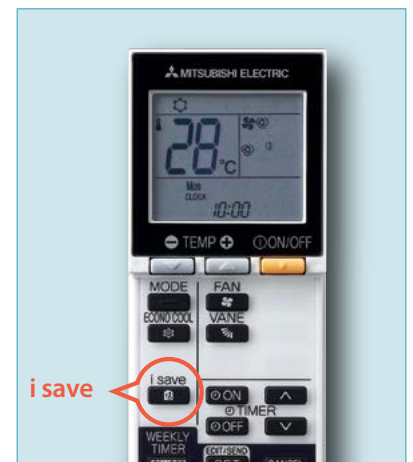 MITSUBISHI ELECTRIC
28°C
Mon
CLOCK
10:00
TEMP ON/OFF
MODE FAN
ECONO COOL VANE
i save
i save
ON
TIMER
OFF
WEEKLY
TIMER
EDIT/SEND
CANCEL